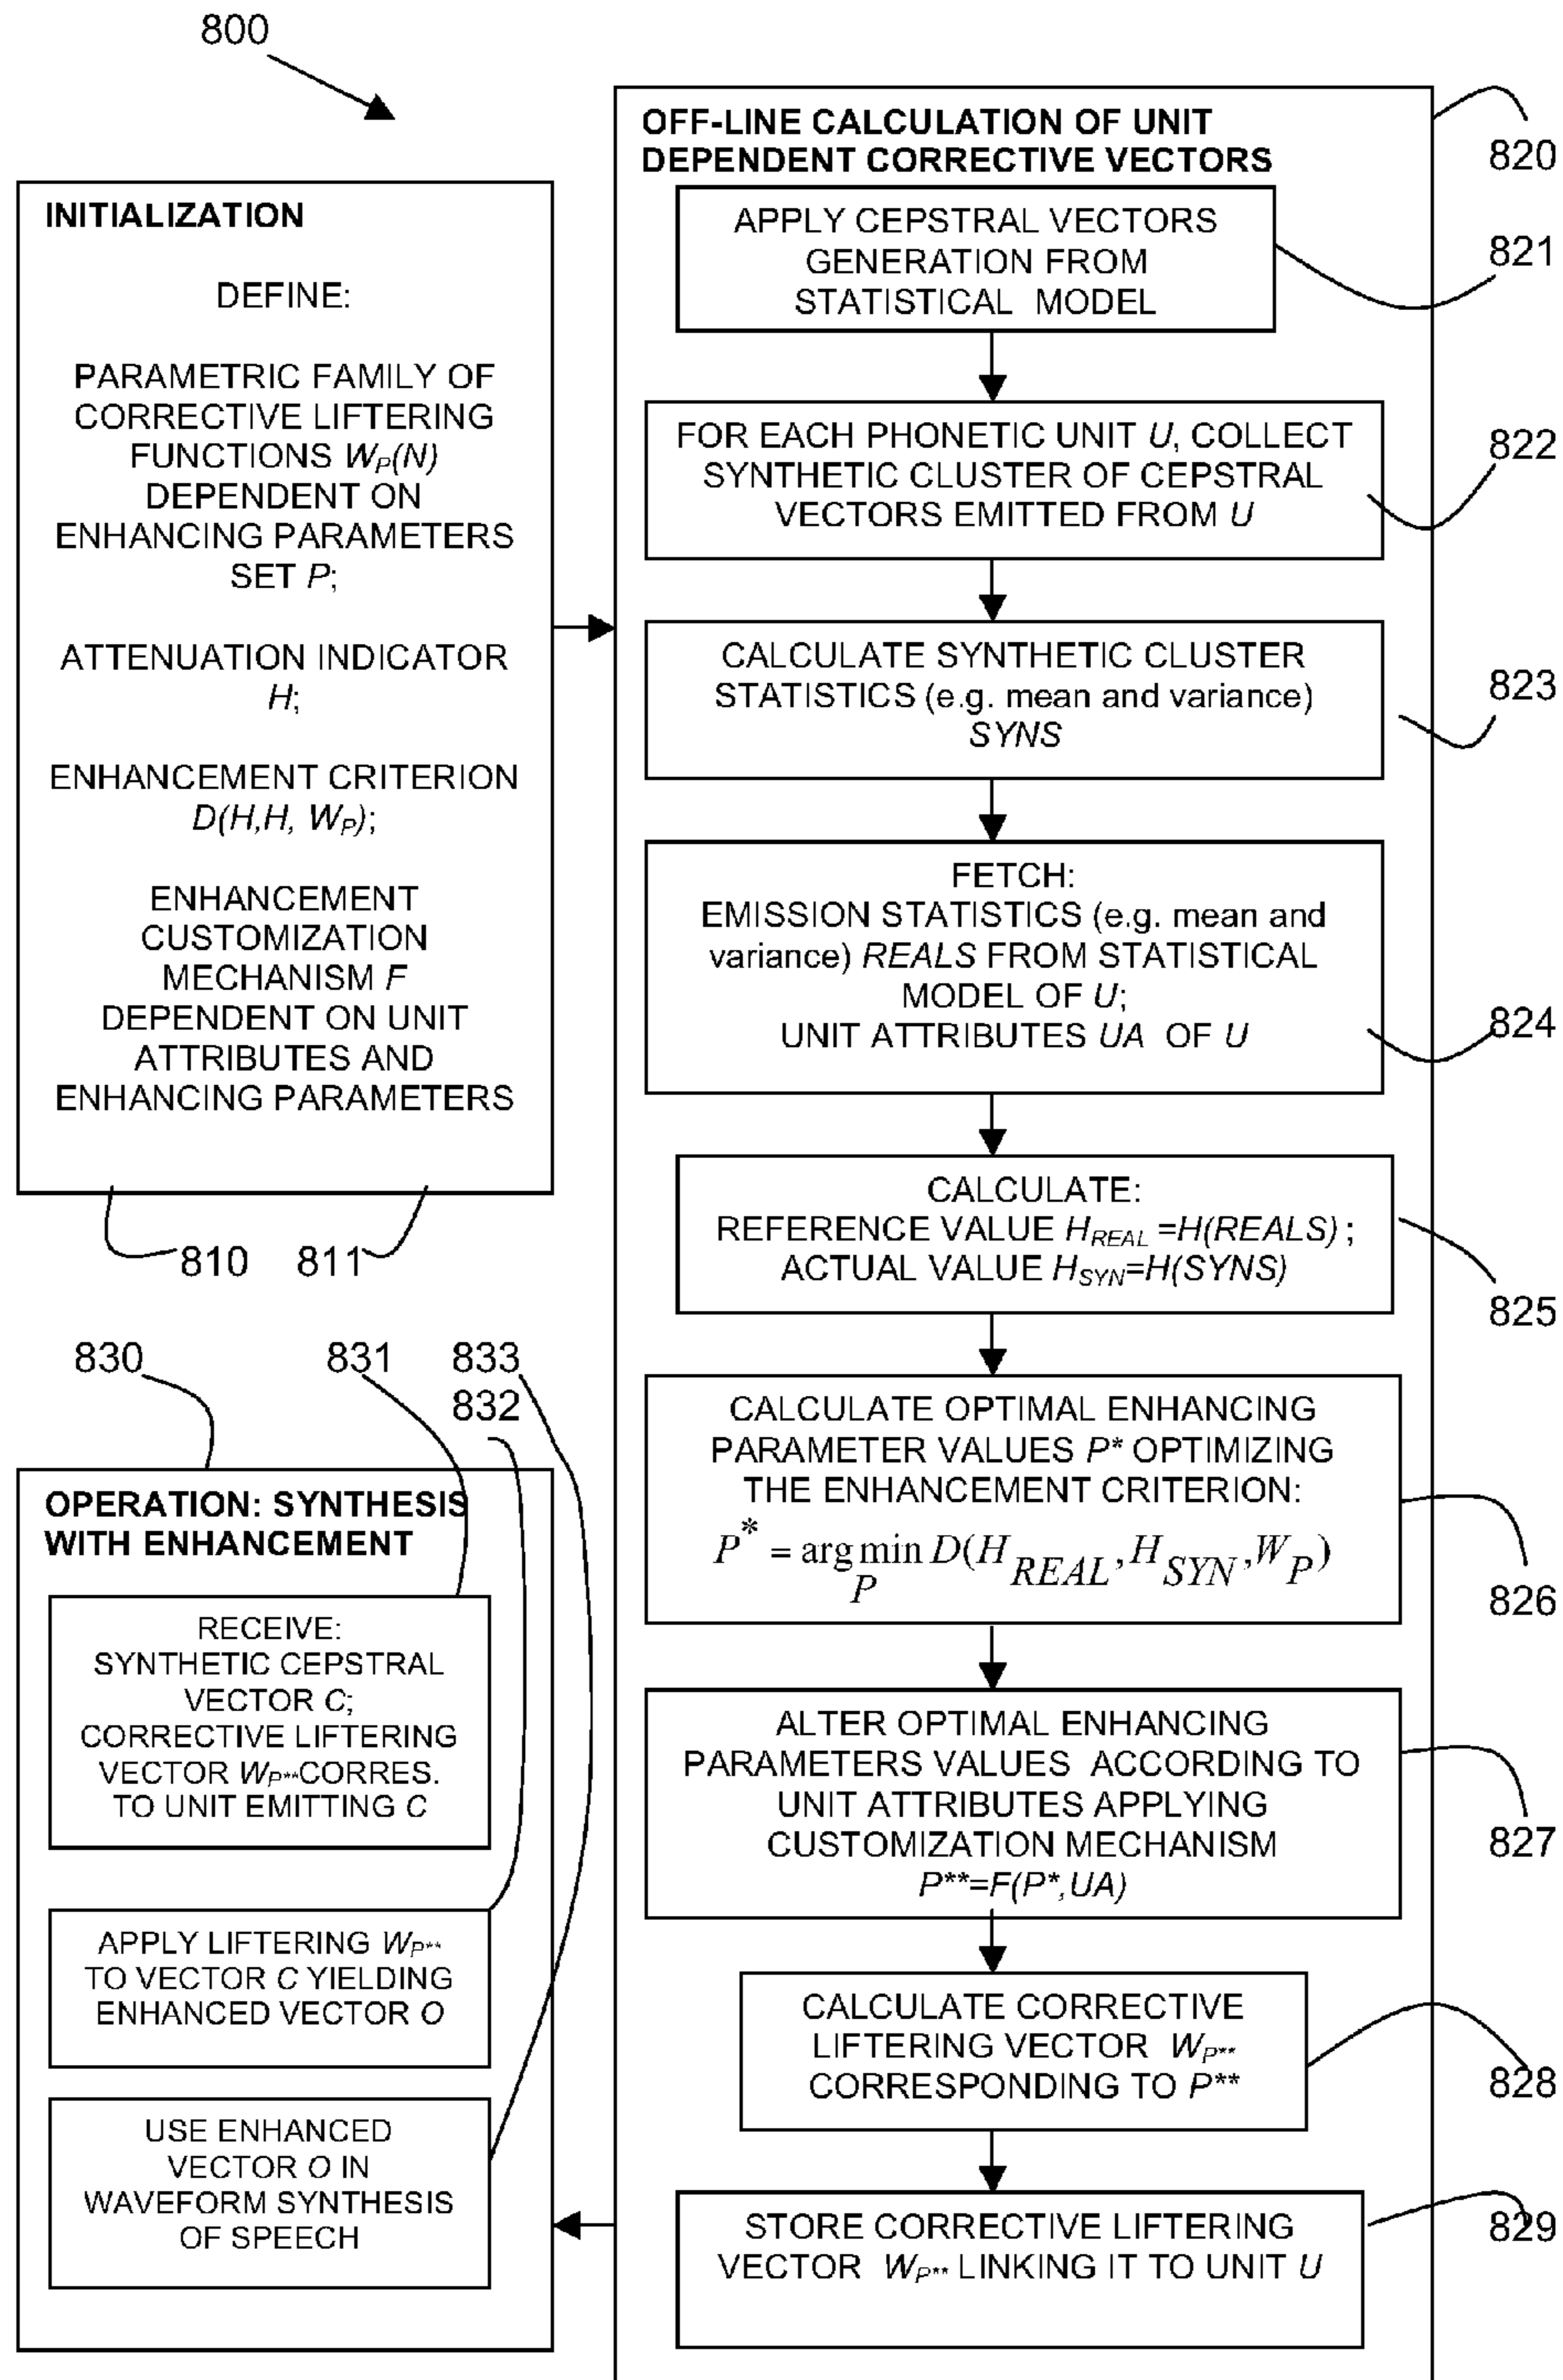 800
INITIALIZATION
DEFINE:
PARAMETRIC FAMILY OF
CORRECTIVE LIFTERING
FUNCTIONS W_P(N)
DEPENDENT ON
ENHANCING PARAMETERS
SET P;
ATTENUATION INDICATOR
H;
ENHANCEMENT CRITERION
D(H,H, W_P);
ENHANCEMENT
CUSTOMIZATION
MECHANISM F
DEPENDENT ON UNIT
ATTRIBUTES AND
ENHANCING PARAMETERS
810
811
OFF-LINE CALCULATION OF UNIT
DEPENDENT CORRECTIVE VECTORS
820
APPLY CEPSTRAL VECTORS
GENERATION FROM
STATISTICAL MODEL
821
FOR EACH PHONETIC UNIT U, COLLECT
SYNTHETIC CLUSTER OF CEPSTRAL
VECTORS EMITTED FROM U
822
CALCULATE SYNTHETIC CLUSTER
STATISTICS (e.g. mean and variance)
SYNS
823
FETCH:
EMISSION STATISTICS (e.g. mean and
variance) REALS FROM STATISTICAL
MODEL OF U;
UNIT ATTRIBUTES UA OF U
824
CALCULATE:
REFERENCE VALUE H_REAL =H(REALS) ;
ACTUAL VALUE H_SYN=H(SYNS)
825
CALCULATE OPTIMAL ENHANCING
PARAMETER VALUES P* OPTIMIZING
THE ENHANCEMENT CRITERION:
P* = arg min_P D(H_REAL, H_SYN, W_P)
826
ALTER OPTIMAL ENHANCING
PARAMETERS VALUES ACCORDING TO
UNIT ATTRIBUTES APPLYING
CUSTOMIZATION MECHANISM
P**=F(P*,UA)
827
CALCULATE CORRECTIVE
LIFTERING VECTOR W_P**
CORRESPONDING TO P**
828
STORE CORRECTIVE LIFTERING
VECTOR W_P** LINKING IT TO UNIT U
829
830
831
833
832
OPERATION: SYNTHESIS
WITH ENHANCEMENT
RECEIVE:
SYNTHETIC CEPSTRAL
VECTOR C;
CORRECTIVE LIFTERING
VECTOR W_P** CORRES.
TO UNIT EMITTING C
APPLY LIFTERING W_P**
TO VECTOR C YIELDING
ENHANCED VECTOR O
USE ENHANCED
VECTOR O IN
WAVEFORM SYNTHESIS
OF SPEECH